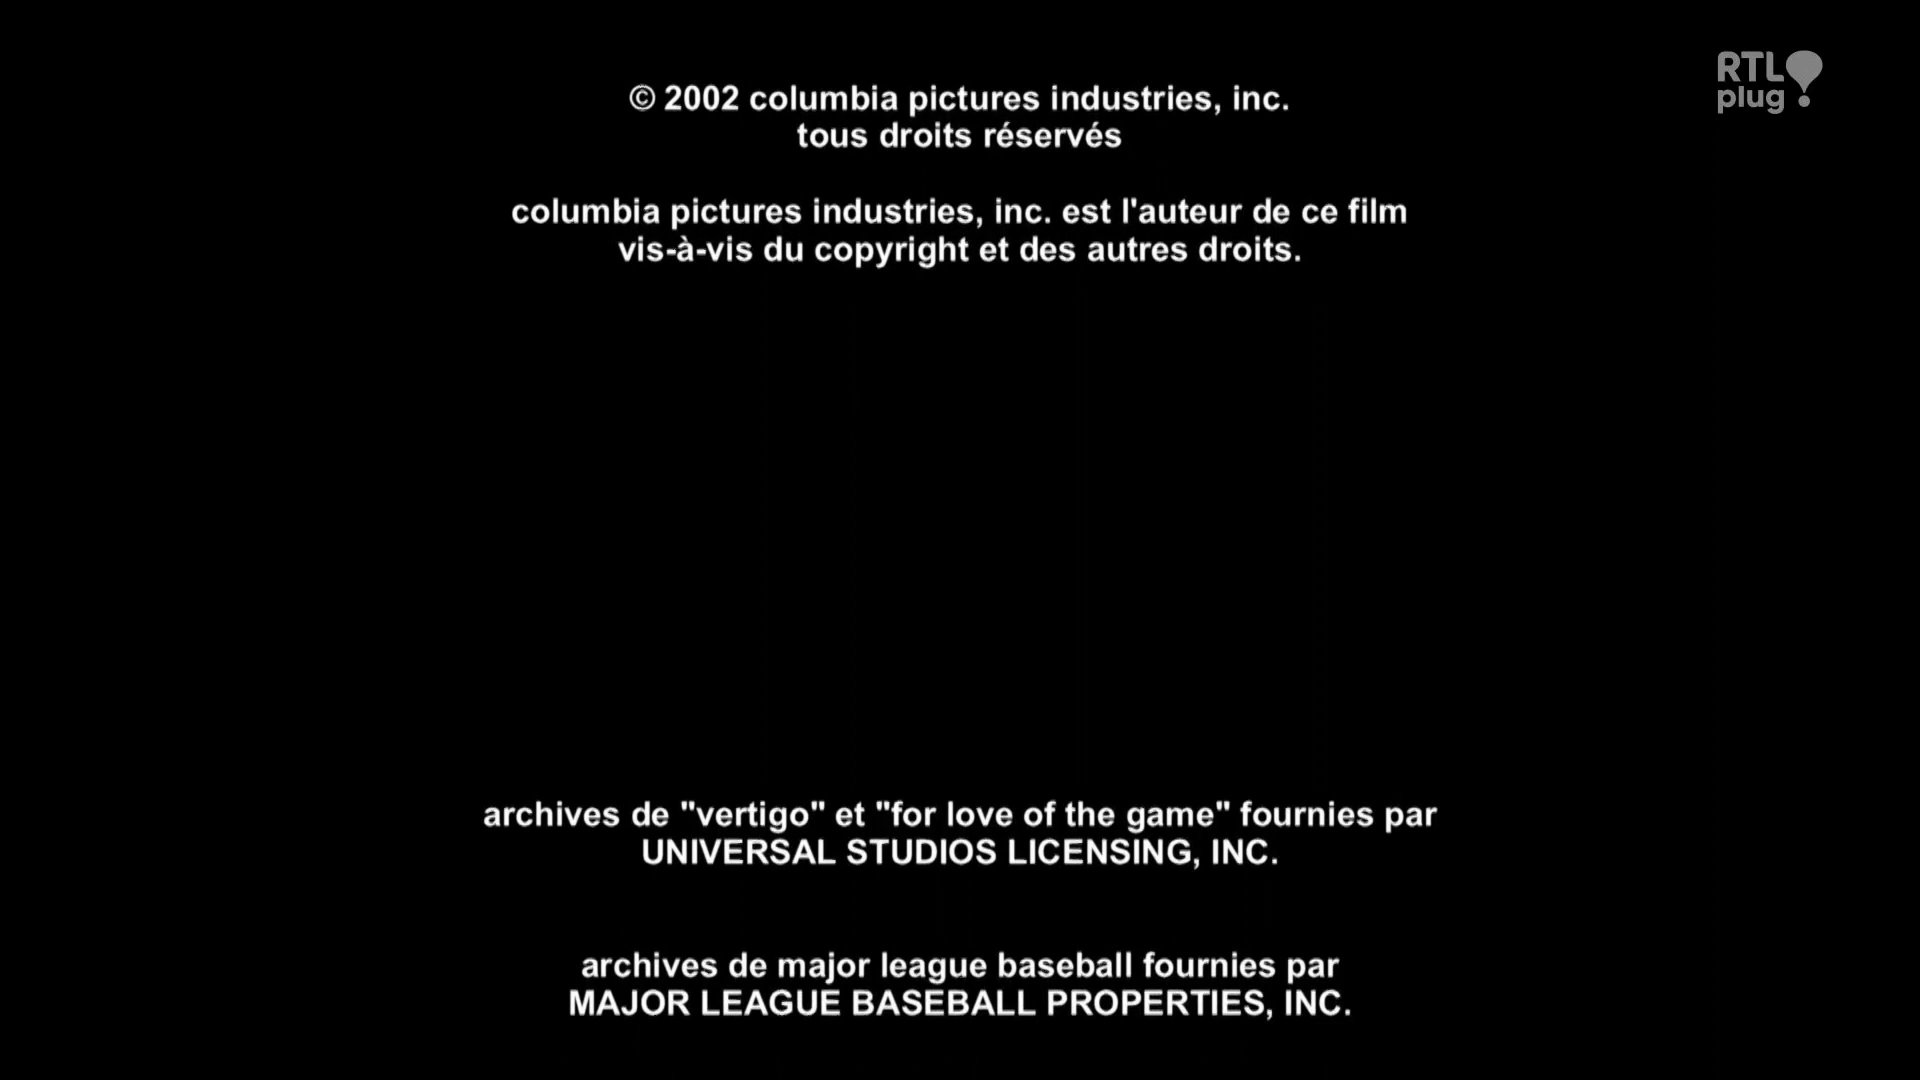 RTL
plug
© 2002 columbia pictures industries, inc.
tous droits réservés
columbia pictures industries, inc. est l'auteur de ce film
vis-à-vis du copyright et des autres droits.
archives de "vertigo" et "for love of the game" fournies par
UNIVERSAL STUDIOS LICENSING, INC.
archives de major league baseball fournies par
MAJOR LEAGUE BASEBALL PROPERTIES, INC.